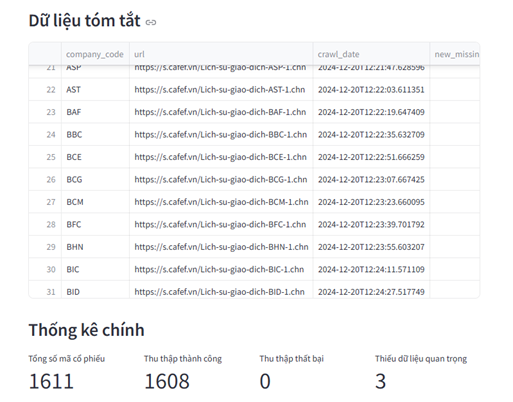 Dữ liệu tóm tắt
company_code url crawl_date new_missin
21 ASP https://s.cafef.vn/Lich-su-giao-dich-ASP-1.chn 2024-12-20T12:21:47.628596
22 AST https://s.cafef.vn/Lich-su-giao-dich-AST-1.chn 2024-12-20T12:22:03.611351
23 BAF https://s.cafef.vn/Lich-su-giao-dich-BAF-1.chn 2024-12-20T12:22:19.647409
24 BBC https://s.cafef.vn/Lich-su-giao-dich-BBC-1.chn 2024-12-20T12:22:35.632709
25 BCE https://s.cafef.vn/Lich-su-giao-dich-BCE-1.chn 2024-12-20T12:22:51.666259
26 BCG https://s.cafef.vn/Lich-su-giao-dich-BCG-1.chn 2024-12-20T12:23:07.667425
27 BCM https://s.cafef.vn/Lich-su-giao-dich-BCM-1.chn 2024-12-20T12:23:23.660095
28 BFC https://s.cafef.vn/Lich-su-giao-dich-BFC-1.chn 2024-12-20T12:23:39.701792
29 BHN https://s.cafef.vn/Lich-su-giao-dich-BHN-1.chn 2024-12-20T12:23:55.603207
30 BIC https://s.cafef.vn/Lich-su-giao-dich-BIC-1.chn 2024-12-20T12:24:11.571109
31 BID https://s.cafef.vn/Lich-su-giao-dich-BID-1.chn 2024-12-20T12:24:27.517749
Thống kê chính
Tổng số mã cổ phiếu Thu thập thành công Thu thập thất bại Thiếu dữ liệu quan trọng
1611 1608 0 3